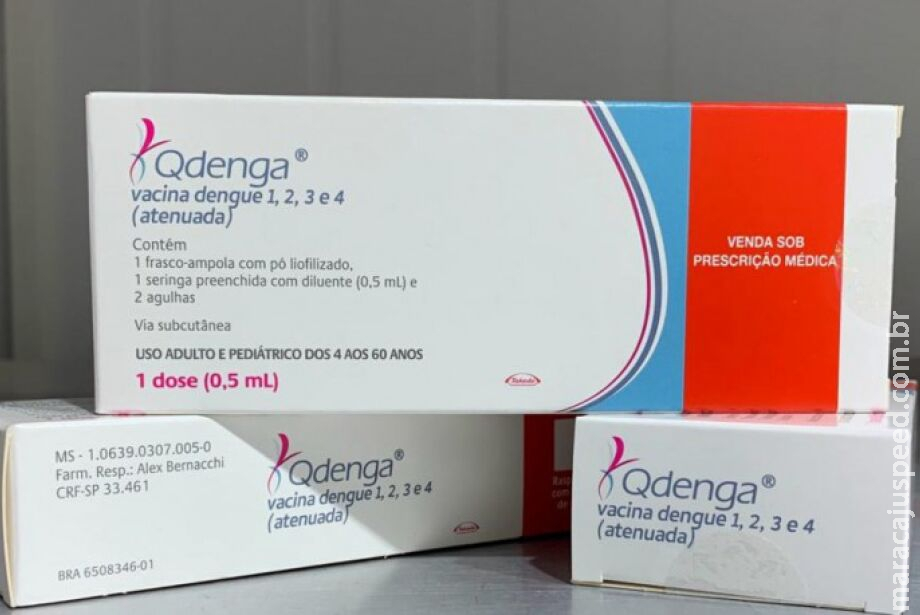 Qdenga®
vacina dengue 1, 2, 3 e 4
(atenuada)
Contém
1 frasco-ampola com pó liofilizado,
1 seringa preenchida com diluente (0,5 mL) e
2 agulhas
Via subcutânea
USO ADULTO E PEDIÁTRICO DOS 4 AOS 60 ANOS
1 dose (0,5 mL)
Takeda
VENDA SOB
PRESCRIÇÃO MÉDICA
MS - 1.0639.0307.005-0
Farm. Resp.: Alex Bernacchi
CRF-SP 33.461
BRA 6508346-01
Qdenga®
vacina dengue 1, 2, 3 e 4
(atenuada)
Rasp
com
de
Qdenga®
vacina dengue 1, 2, 3 e 4
(atenuada)
maracajuspeed.com.br